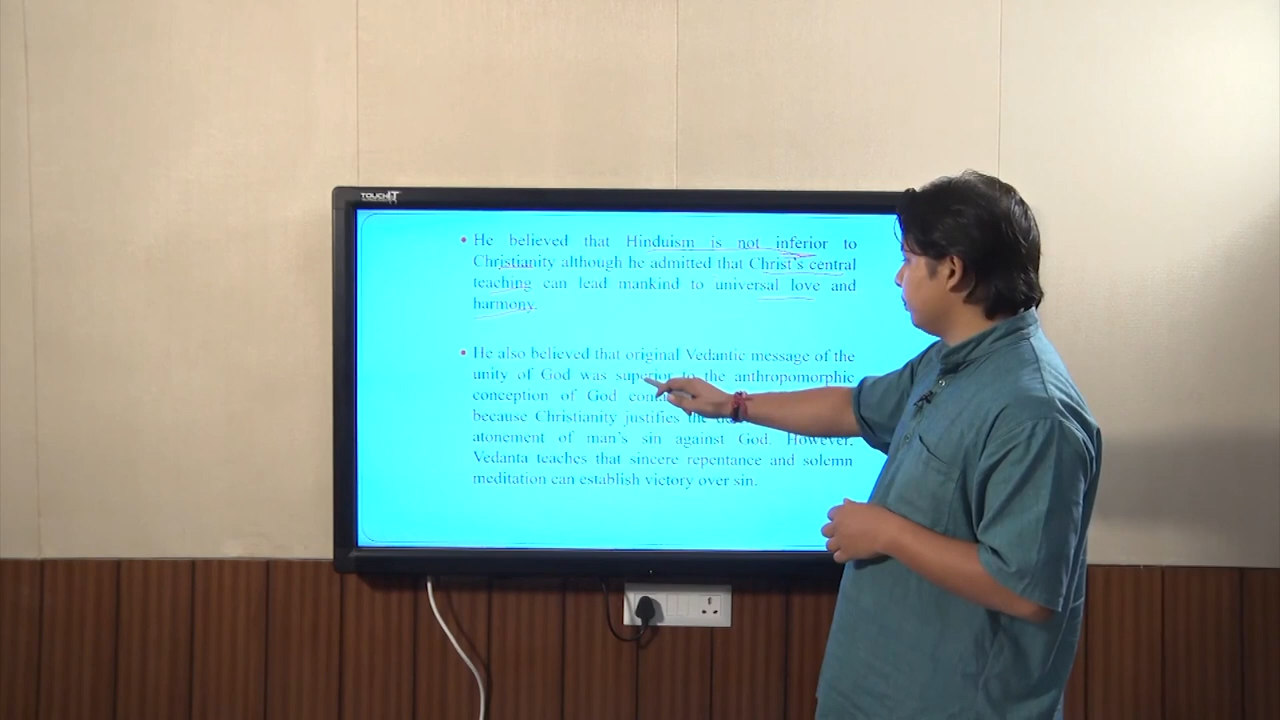 TOUCHIT
• He believed that Hinduism is not inferior to
Christianity although he admitted that Christ's central
teaching can lead mankind to universal love and
harmony.
• He also believed that original Vedantic message of the
unity of God was superior to the anthropomorphic
conception of God
because Christianity justifies the
atonement of man's sin against God. However,
Vedanta teaches that sincere repentance and solemn
meditation can establish victory over sin.